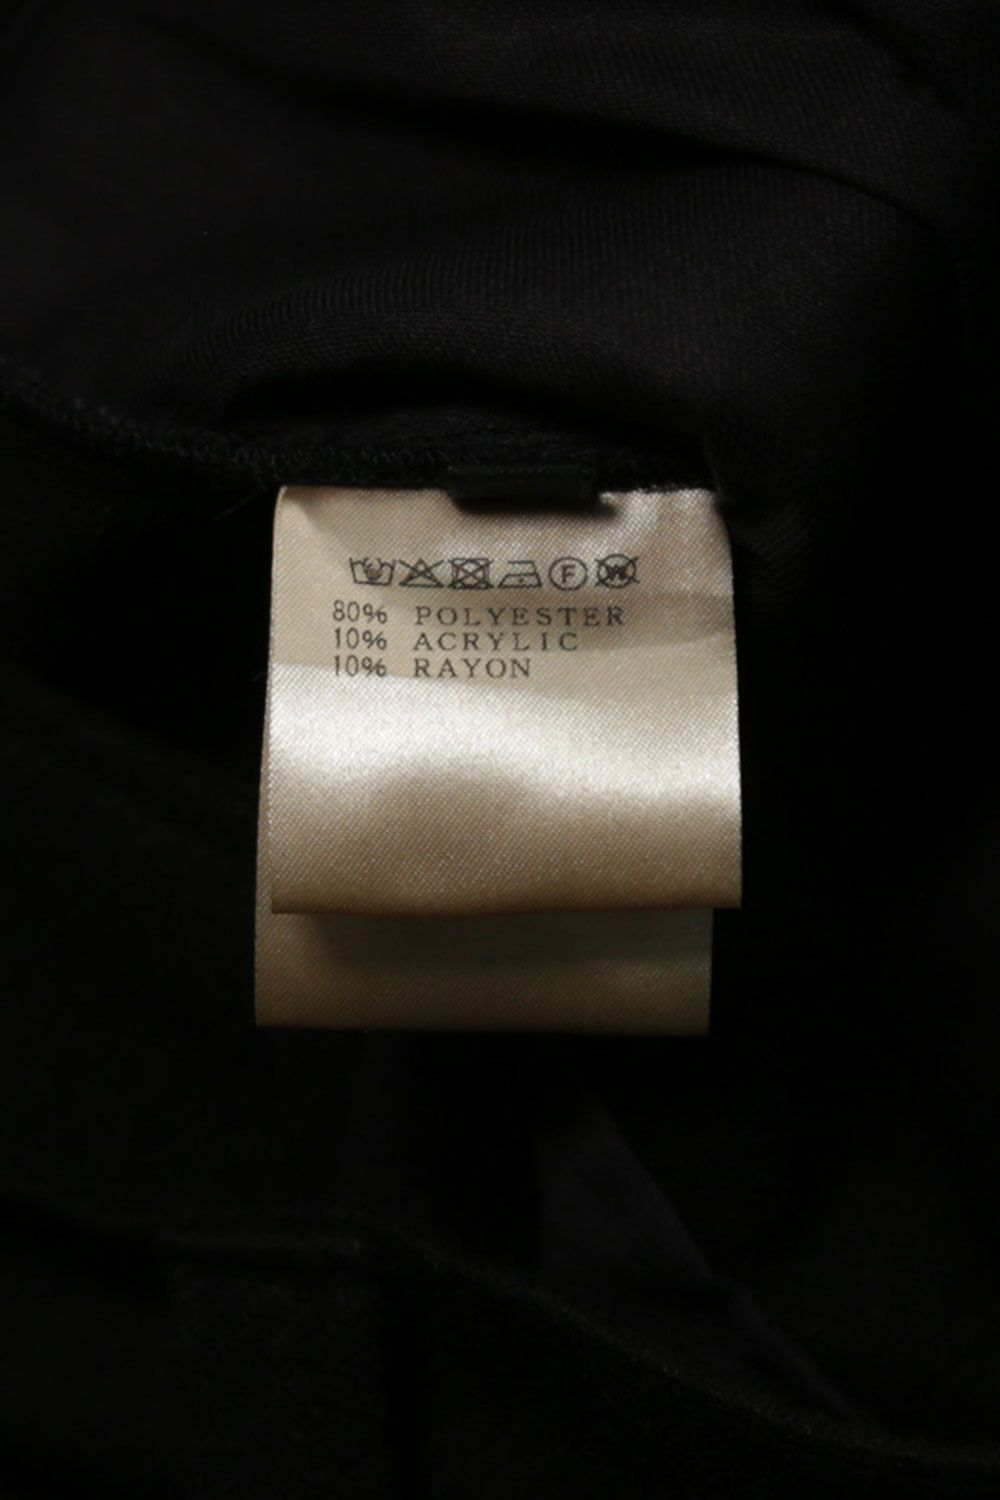 F W
80% POLYESTER
10% ACRYLIC
10% RAYON